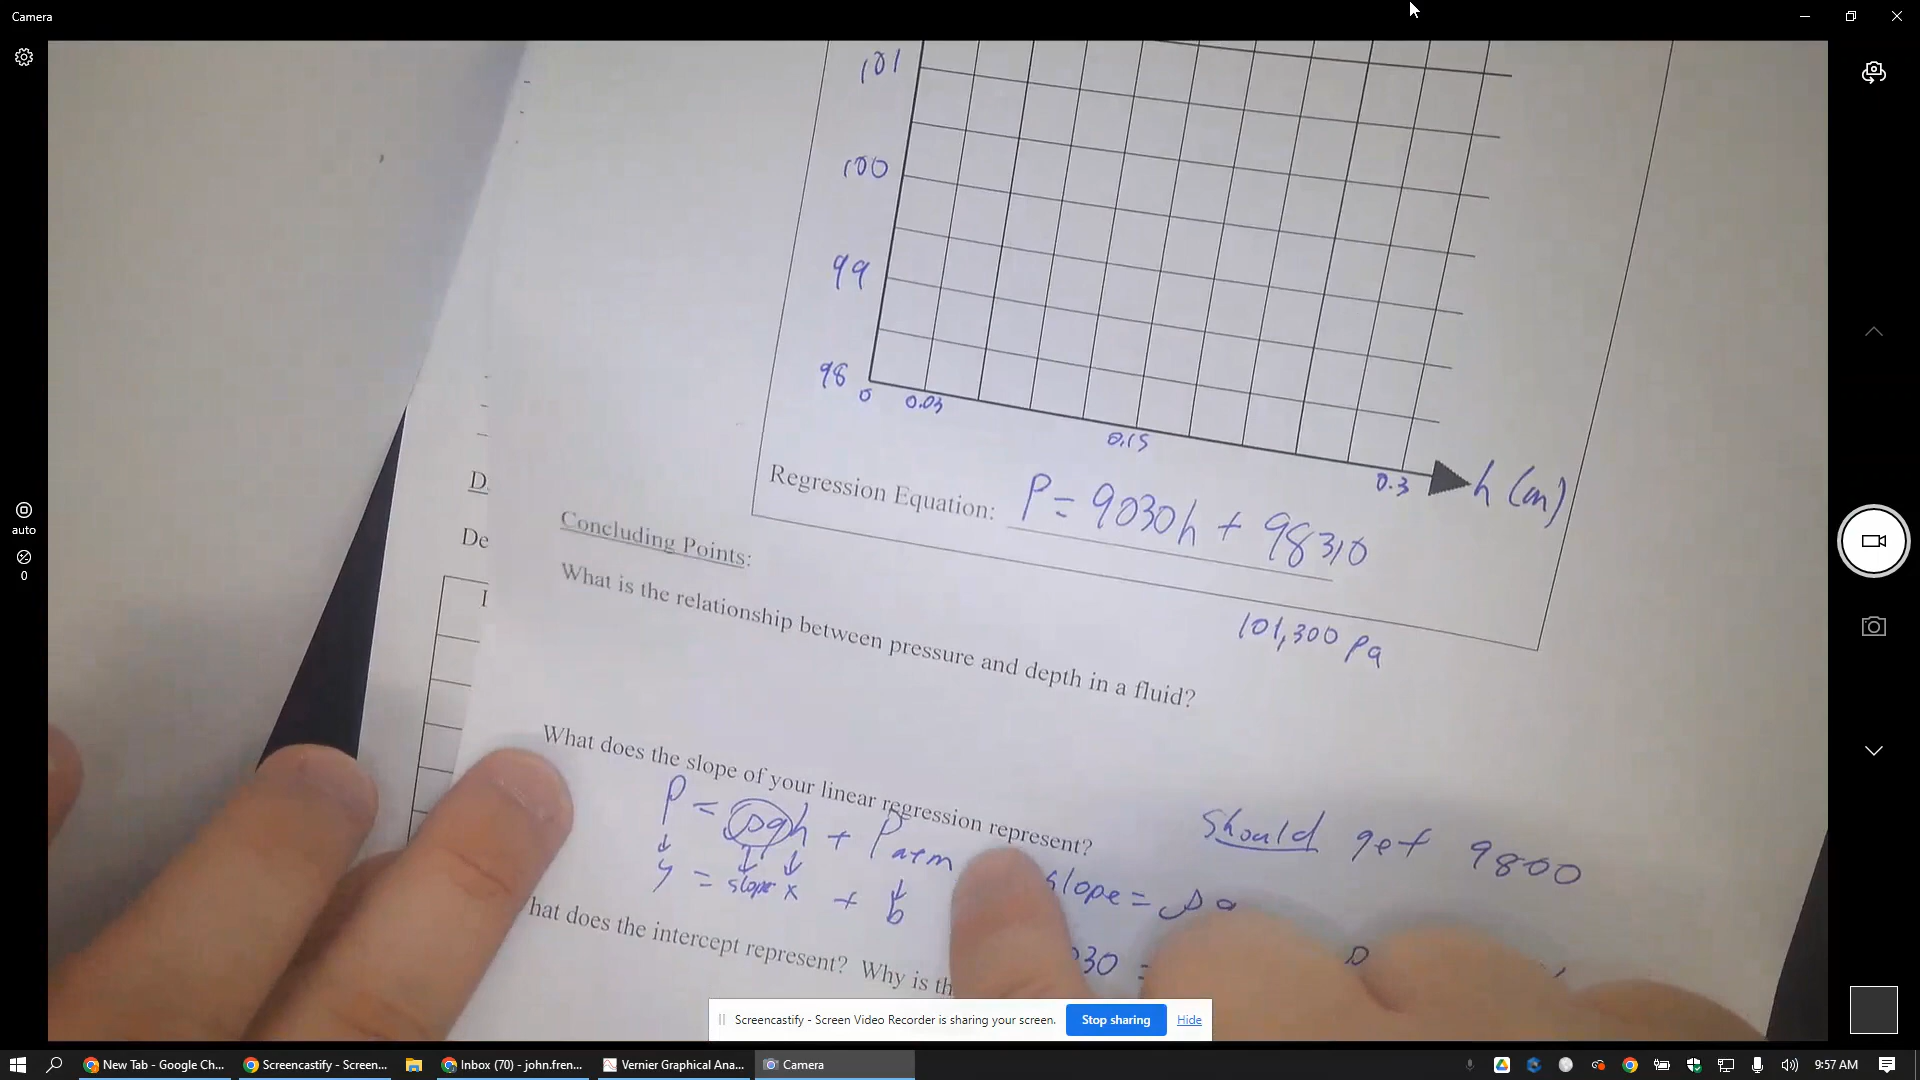 Camera
101
100
99
98
0
0.03
0.15
0.3
h (m)
Regression Equation: P = 9030h + 98310
Concluding Points:
101,300 Pa
What is the relationship between pressure and depth in a fluid?
D
De
I
What does the slope of your linear regression represent?
P = ρgh + Patm
y = slope x + b
Should get 9800
slope = ρg
030 =
hat does the intercept represent? Why is th
auto
0
Screencastify - Screen Video Recorder is sharing your screen.
Stop sharing
Hide
New Tab - Google Ch...
Screencastify - Screen...
Inbox (70) - john.fren...
Vernier Graphical Ana...
Camera
9:57 AM